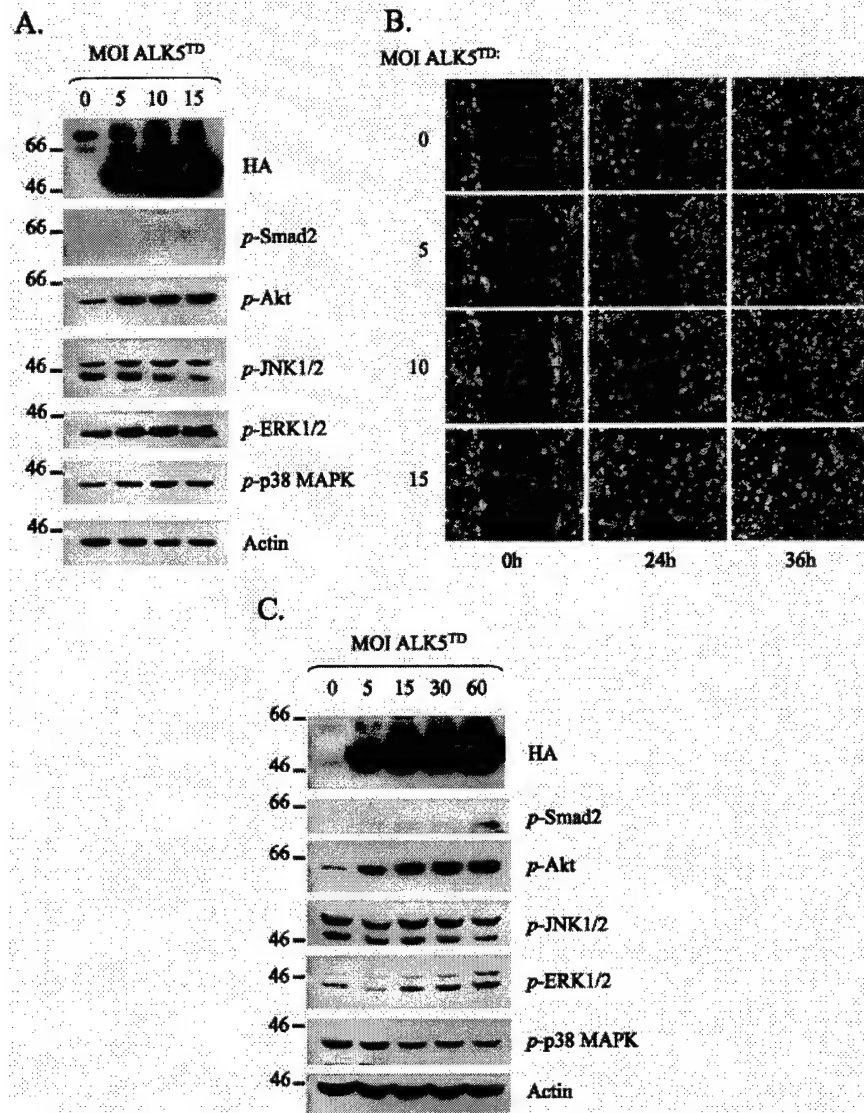 A.
MOI ALK5TD
0 5 10 15
66
46
HA
66
p-Smad2
66
p-Akt
46
p-JNK1/2
46
p-ERK1/2
46
p-p38 MAPK
46
Actin
B.
MOI ALK5TD:
0
5
10
15
0h 24h 36h
C.
MOI ALK5TD
0 5 15 30 60
66
46
HA
66
p-Smad2
66
p-Akt
46
p-JNK1/2
46
p-ERK1/2
46
p-p38 MAPK
46
Actin